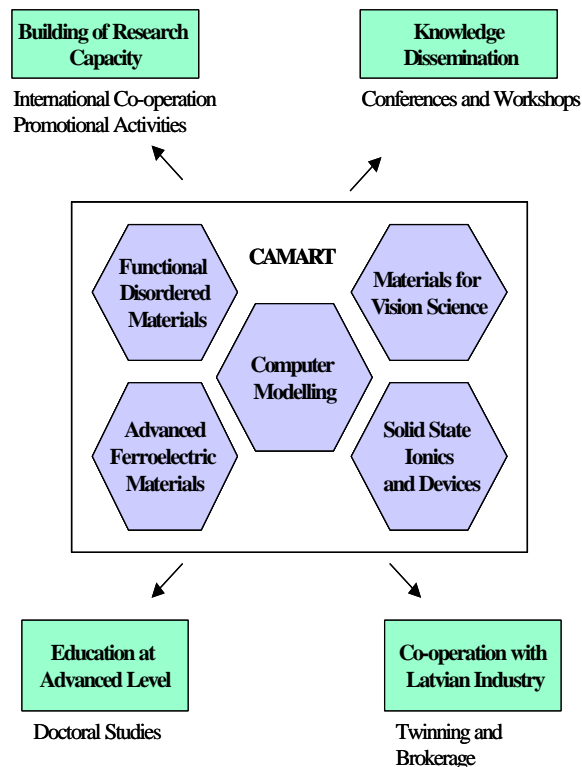 Building of Research
Capacity
International Co-operation
Promotional Activities
Knowledge
Dissemination
Conferences and Workshops
CAMART
Functional
Disordered
Materials
Materials for
Vision Science
Computer
Modelling
Advanced
Ferroelectric
Materials
Solid State
Ionics
and Devices
Education at
Advanced Level
Doctoral Studies
Co-operation with
Latvian Industry
Twinning and
Brokerage